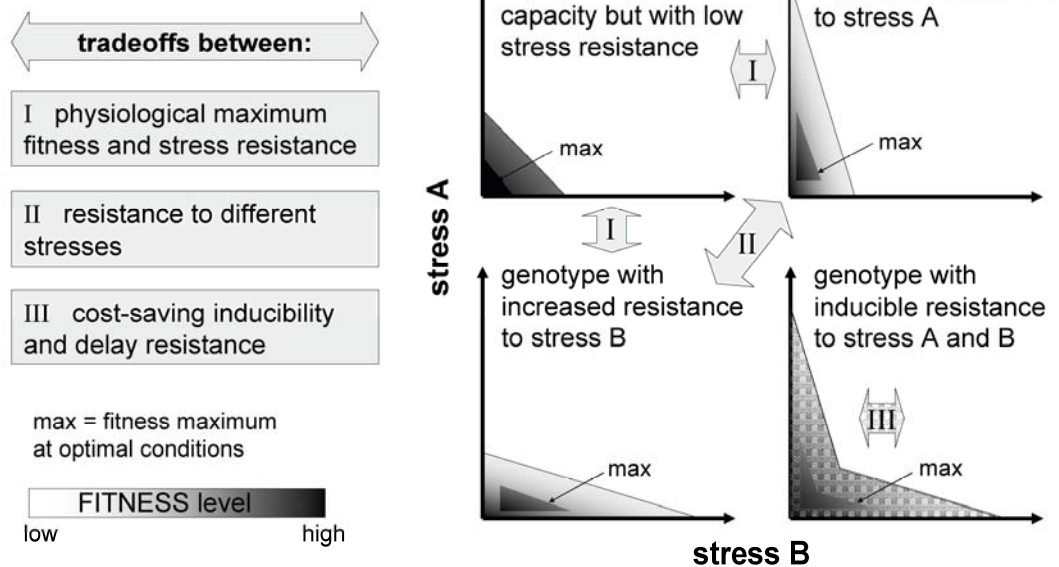 tradeoffs between:
I physiological maximum
fitness and stress resistance
II resistance to different
stresses
III cost-saving inducibility
and delay resistance
max = fitness maximum
at optimal conditions
FITNESS level
low
high
stress A
capacity but with low
stress resistance
max
I
to stress A
max
I
II
genotype with
increased resistance
to stress B
max
genotype with
inducible resistance
to stress A and B
III
max
stress B